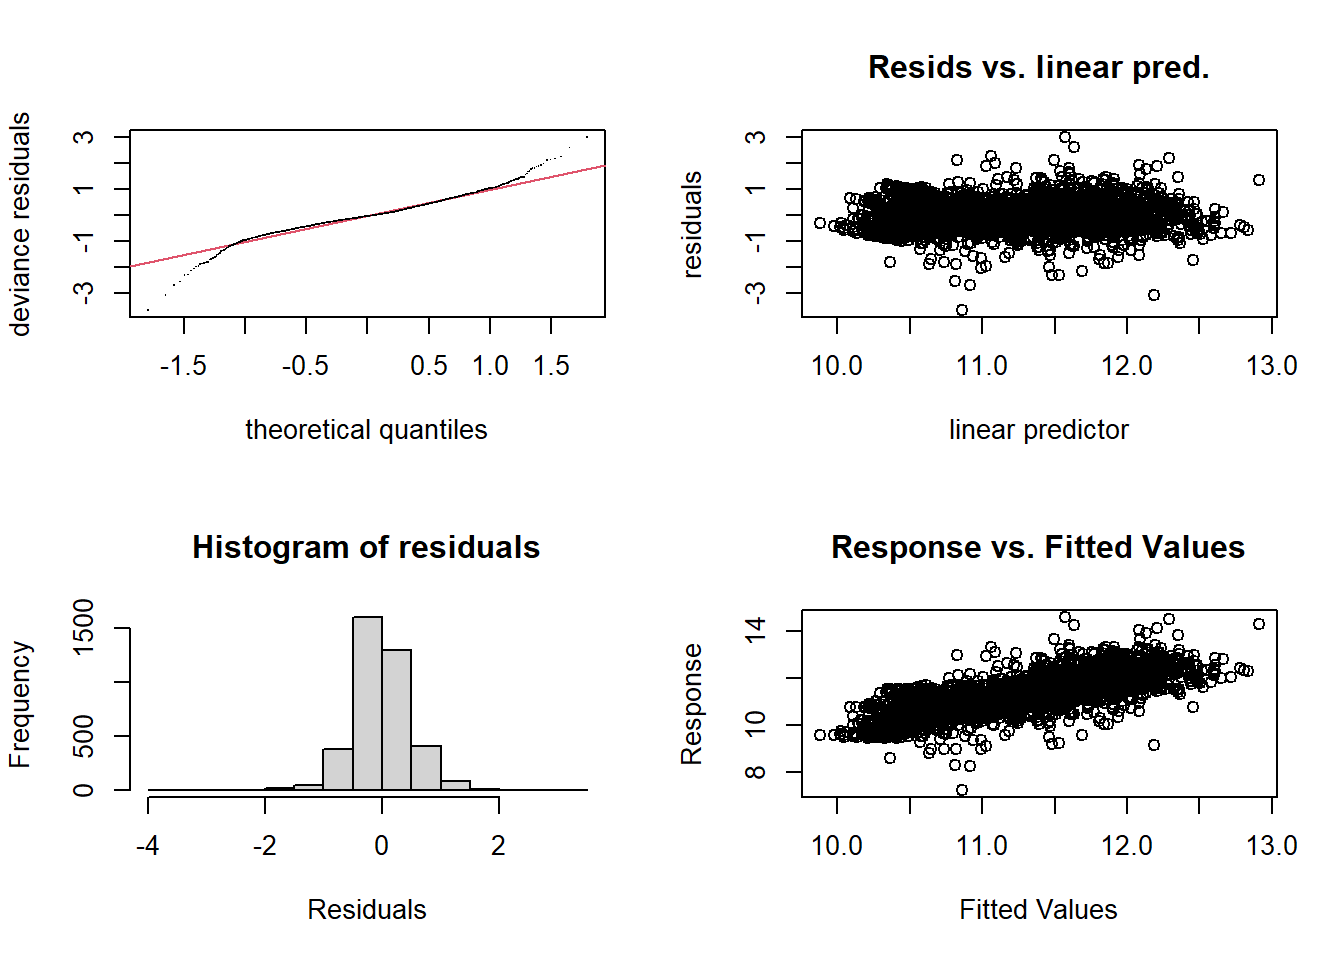 deviance residuals
3
1
-1
-3
-1.5
-0.5
0.5
1.0
1.5
theoretical quantiles
Resids vs. linear pred.
residuals
3
1
-1
-3
10.0
11.0
12.0
13.0
linear predictor
Histogram of residuals
Frequency
1500
500
0
-4
-2
0
2
Residuals
Response vs. Fitted Values
Response
14
10
8
10.0
11.0
12.0
13.0
Fitted Values